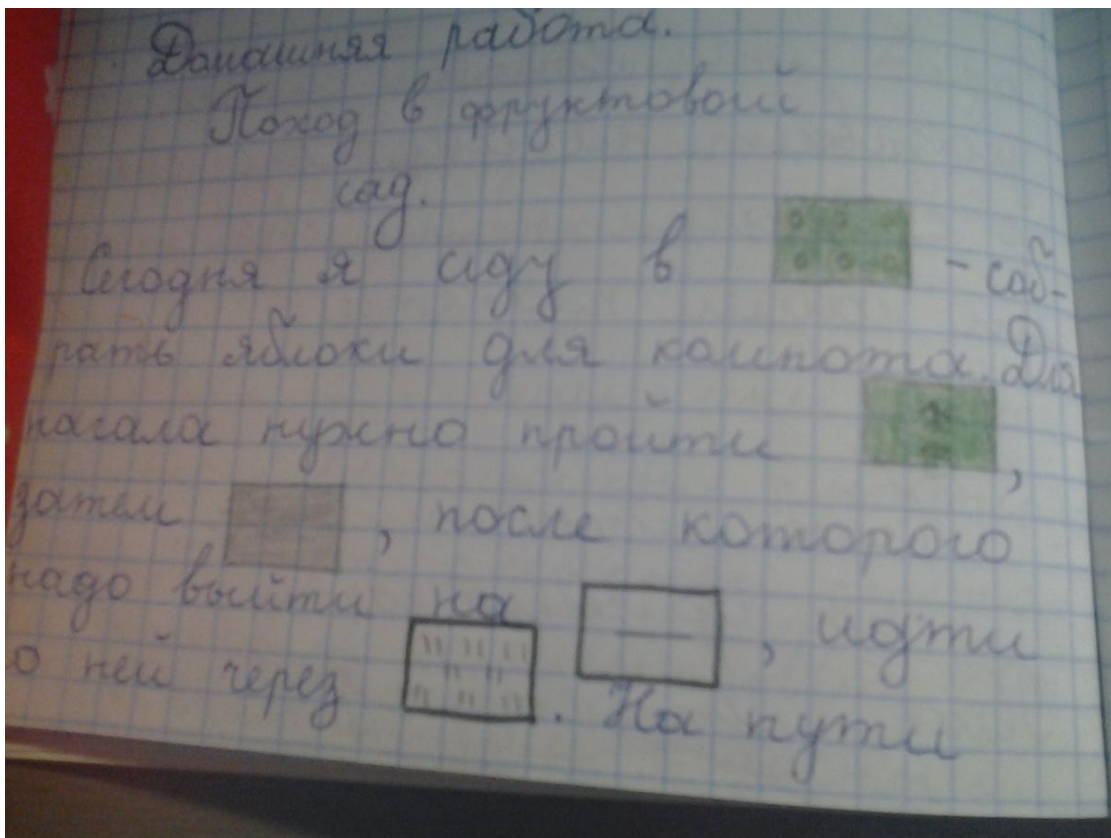 Домашняя работа.
Поход в фруктовый
сад.
Сегодня я иду в - соб-
рать яблоки для компота. Для
начала нужно пройти ,
затем , после которого
надо выйти на , идти
о ней через . На пути